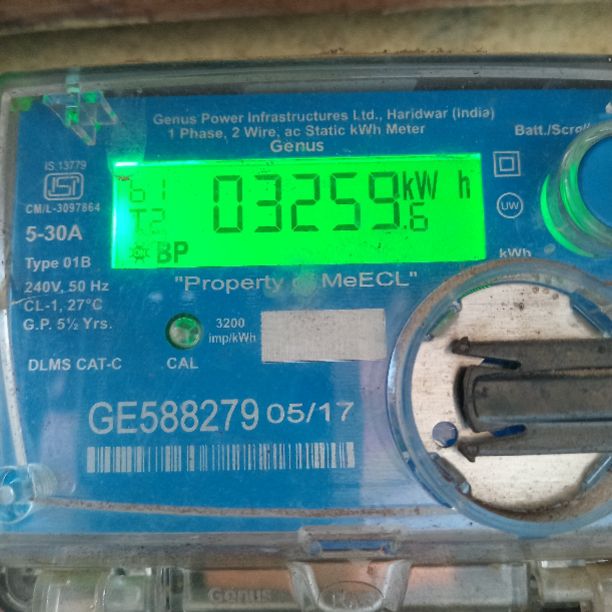 Genus Power Infrastructures Ltd., Haridwar (India)
1 Phase, 2 Wire, ac Static kWh Meter
Genus
Batt./Scroll
IS 13779
ISI
CM/L-3097864
5-30A
Type 01B
240V, 50 Hz
CL-1, 27°C
G.P. 5½ Yrs.
DLMS CAT-C
b1
T2
BP
03259.6 kW h
UW
kWh
"Property of MeECL"
3200
imp/kWh
CAL
GE588279 05/17
Genus